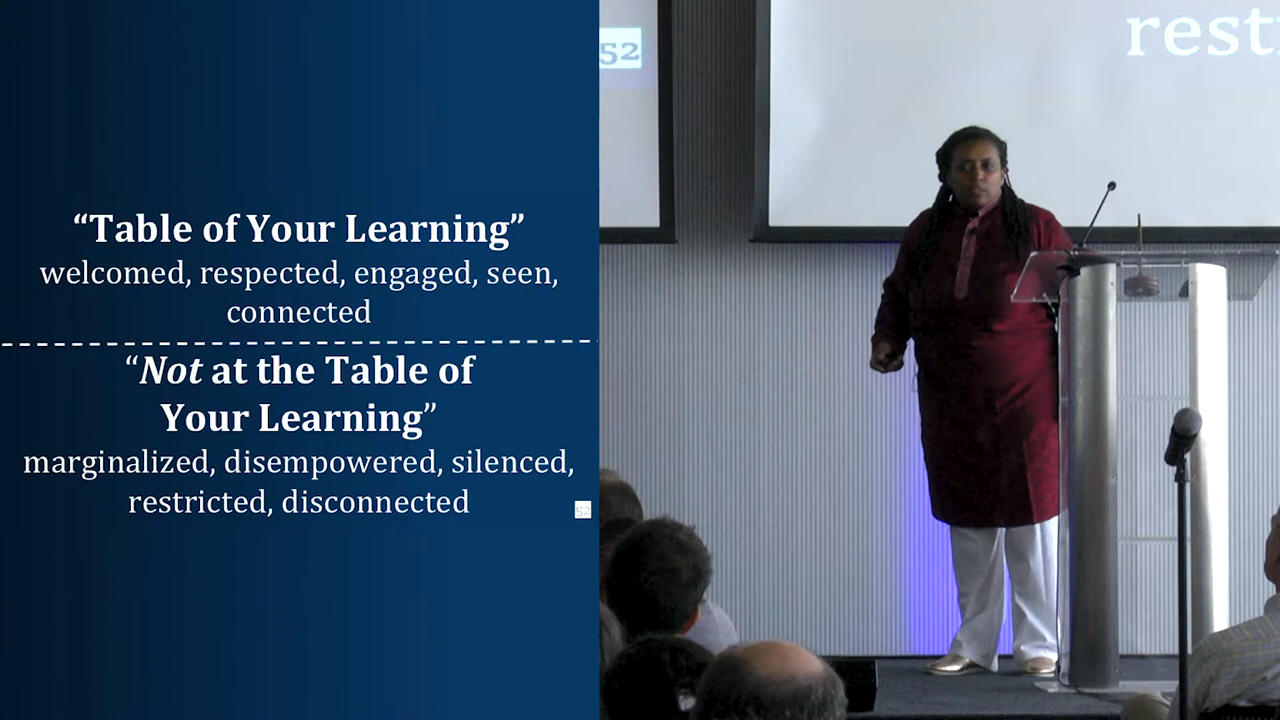 “Table of Your Learning”
welcomed, respected, engaged, seen,
connected
“Not at the Table of
Your Learning”
marginalized, disempowered, silenced,
restricted, disconnected
52
52
rest